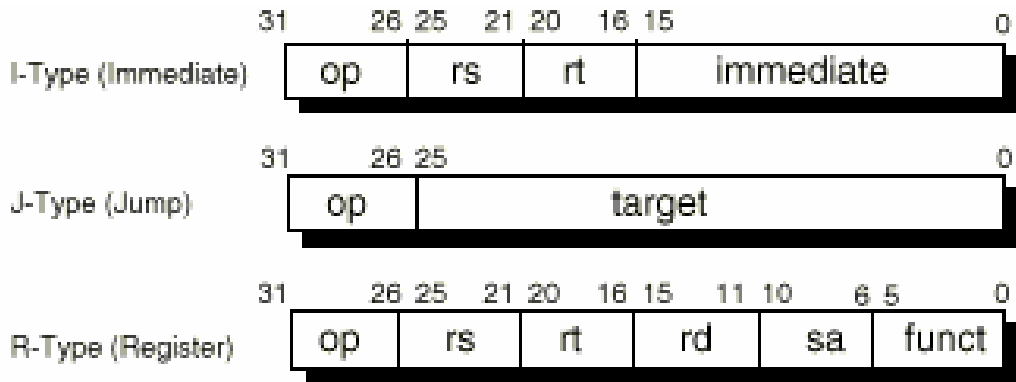 31 26 25 21 20 16 15 0
I-Type (Immediate) op rs rt immediate
31 26 25 0
J-Type (Jump) op target
31 26 25 21 20 16 15 11 10 6 5 0
R-Type (Register) op rs rt rd sa funct